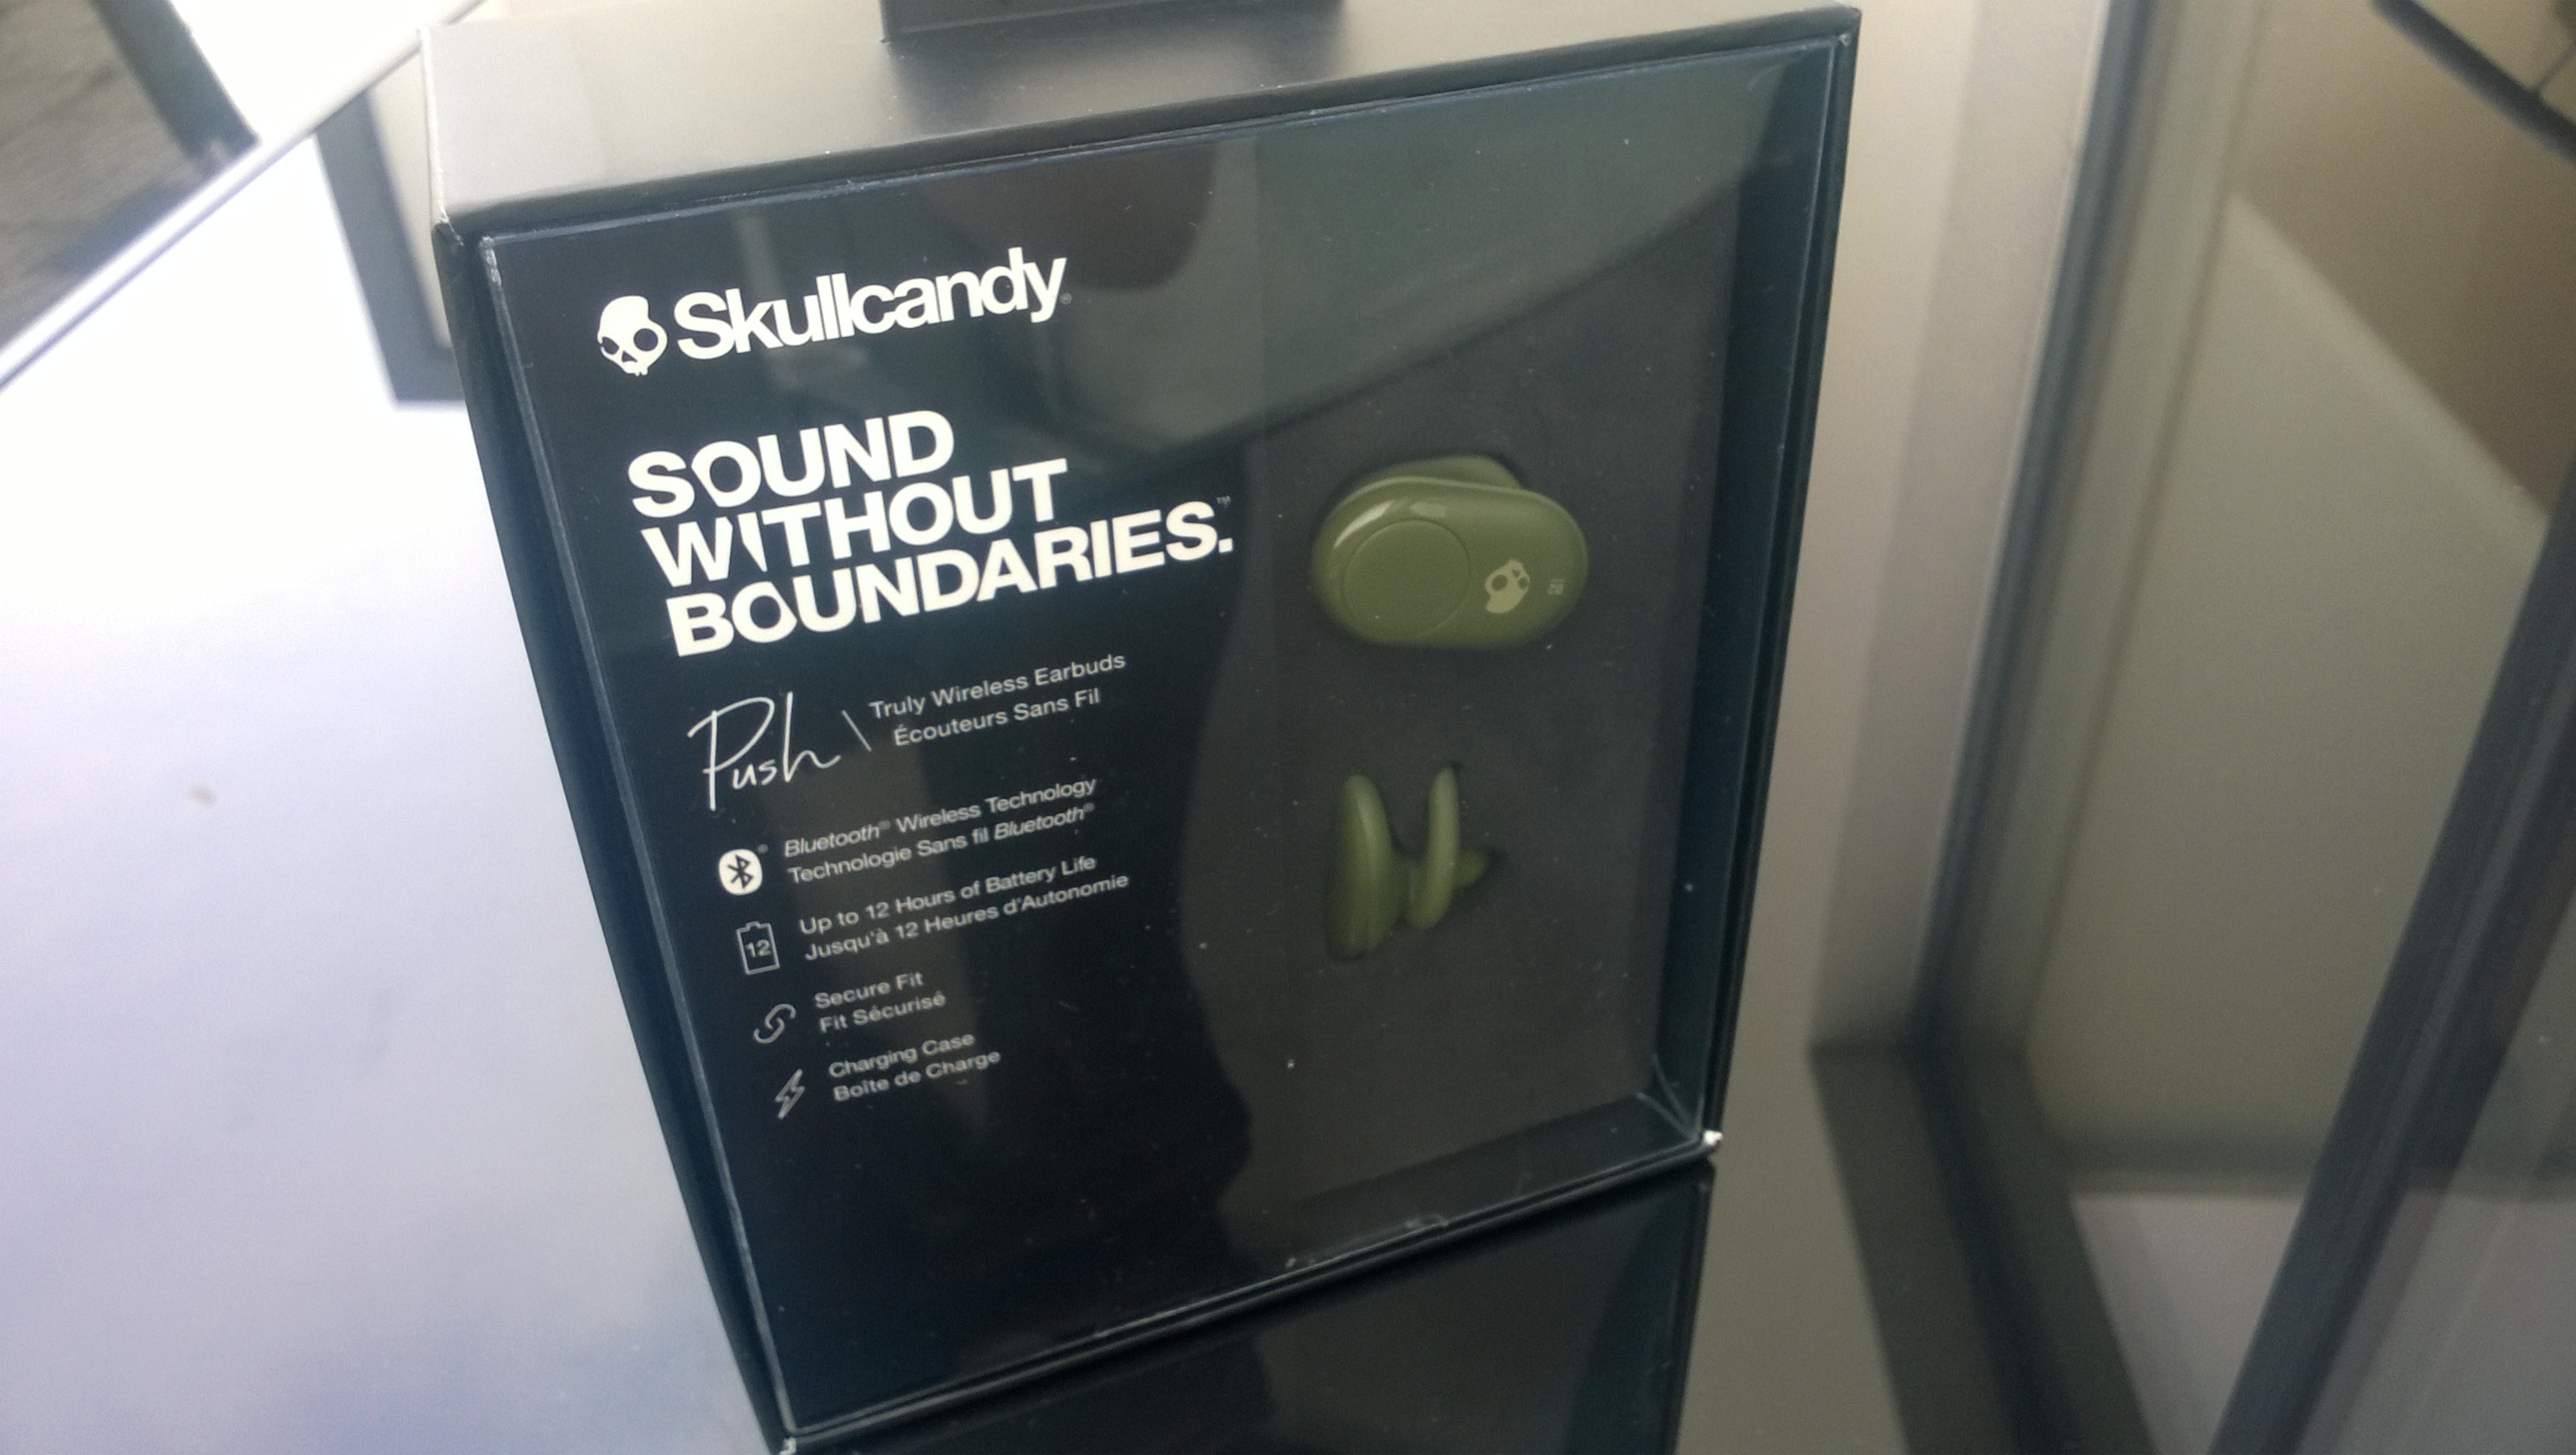 Skullcandy®
SOUND
WITHOUT
BOUNDARIES.™
Push \ Truly Wireless Earbuds
Écouteurs Sans Fil
Bluetooth® Wireless Technology
Technologie Sans fil Bluetooth®
12
Up to 12 Hours of Battery Life
Jusqu'à 12 Heures d'Autonomie
Secure Fit
Fit Sécurisé
Charging Case
Boîte de Charge